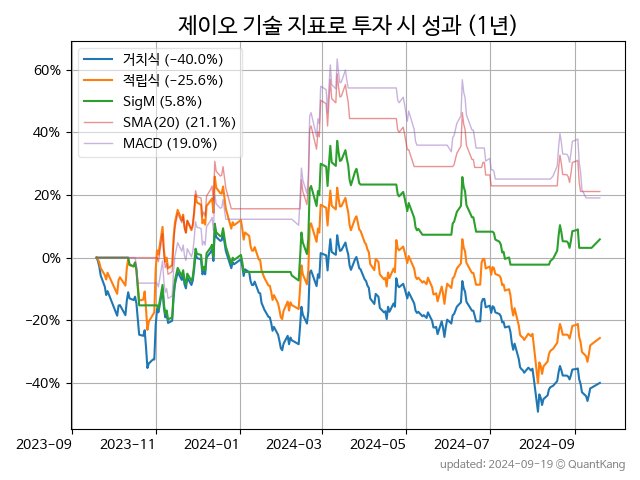 제이오 기술 지표로 투자 시 성과 (1년)
거치식 (−40.0%)
적립식 (−25.6%)
SigM (5.8%)
SMA(20) (21.1%)
MACD (19.0%)
60%
40%
20%
0%
−20%
−40%
2023-09 2023-11 2024-01 2024-03 2024-05 2024-07 2024-09
updated: 2024-09-19 ⓒ QuantKang